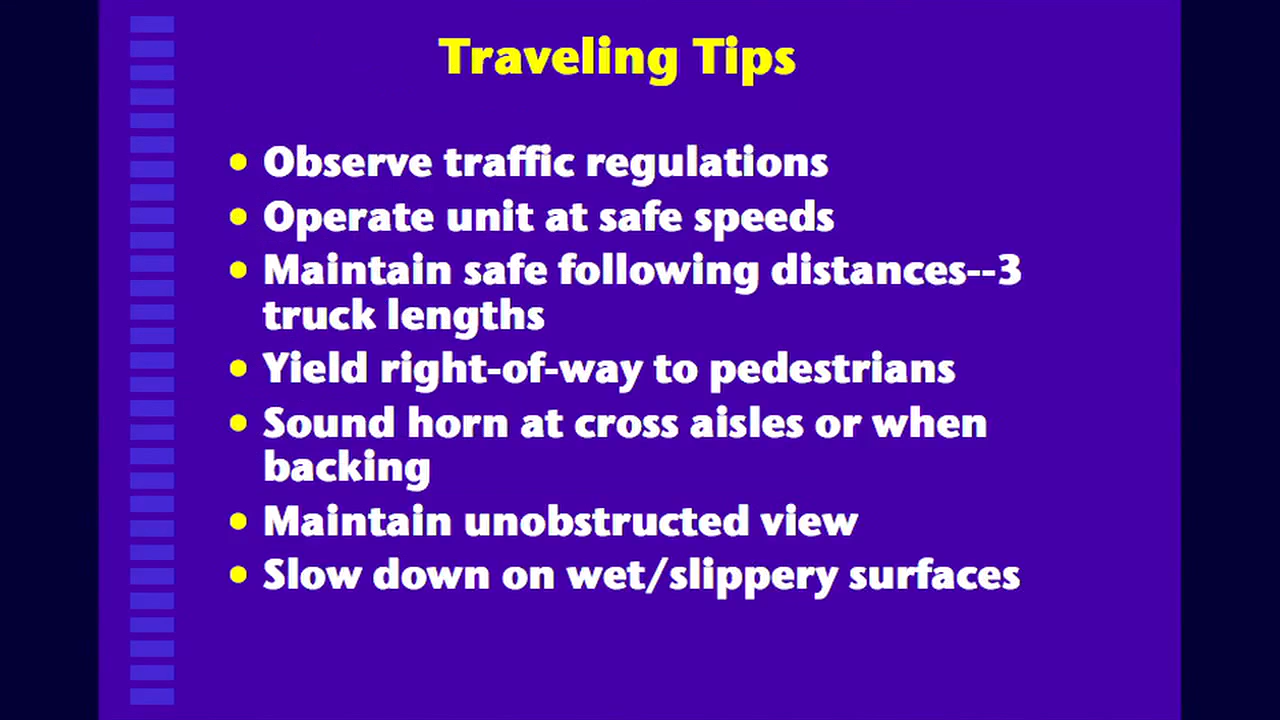 Traveling Tips
• Observe traffic regulations
• Operate unit at safe speeds
• Maintain safe following distances--3
truck lengths
• Yield right-of-way to pedestrians
• Sound horn at cross aisles or when
backing
• Maintain unobstructed view
• Slow down on wet/slippery surfaces